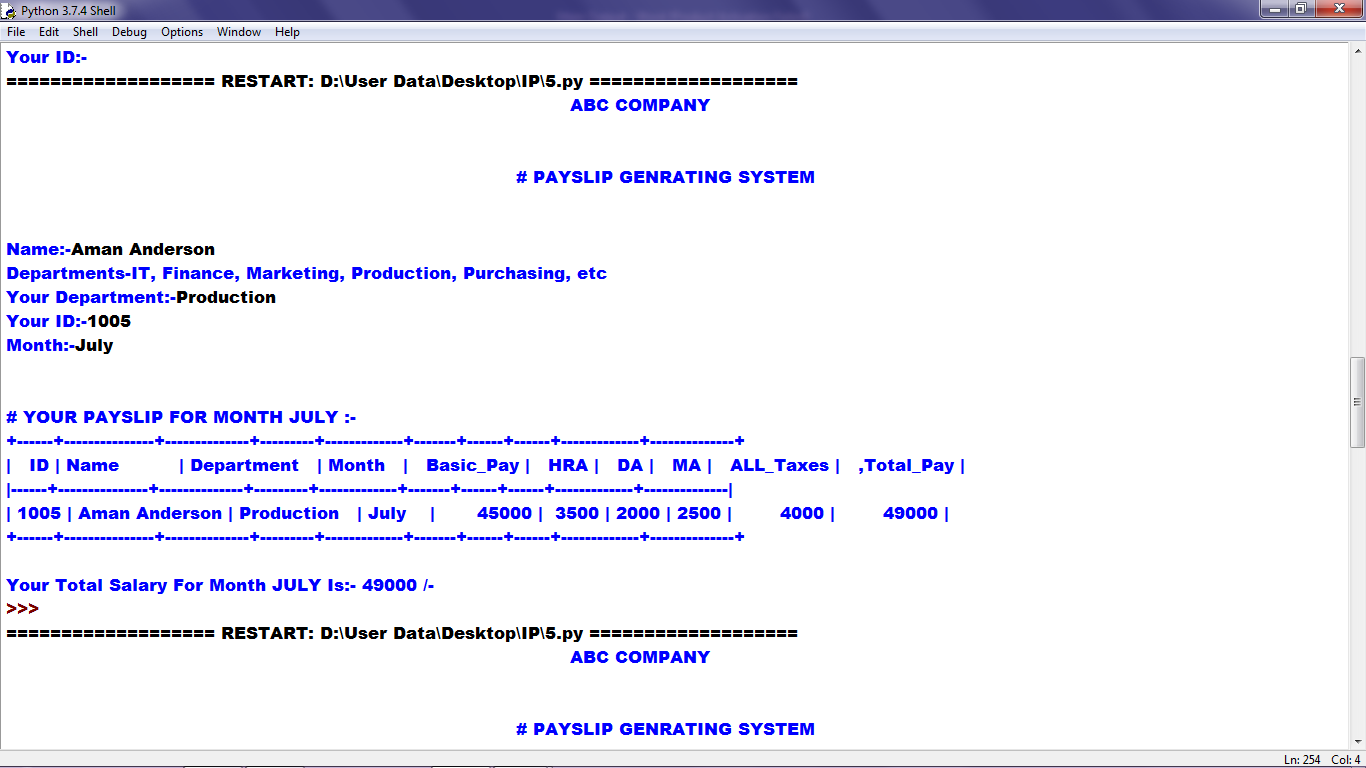 Python 3.7.4 Shell
File Edit Shell Debug Options Window Help
Your ID:-
=================== RESTART: D:\User Data\Desktop\IP\5.py ===================
ABC COMPANY
# PAYSLIP GENRATING SYSTEM
Name:-Aman Anderson
Departments-IT, Finance, Marketing, Production, Purchasing, etc
Your Department:-Production
Your ID:-1005
Month:-July
# YOUR PAYSLIP FOR MONTH JULY :-
+------+---------------+--------------+---------+-------------+-------+------+------+-------------+--------------+
| ID | Name | Department | Month | Basic_Pay | HRA | DA | MA | ALL_Taxes | ,Total_Pay |
|------+---------------+--------------+---------+-------------+-------+------+------+-------------+--------------|
| 1005 | Aman Anderson | Production | July | 45000 | 3500 | 2000 | 2500 | 4000 | 49000 |
+------+---------------+--------------+---------+-------------+-------+------+------+-------------+--------------+
Your Total Salary For Month JULY Is:- 49000 /-
>>>
=================== RESTART: D:\User Data\Desktop\IP\5.py ===================
ABC COMPANY
# PAYSLIP GENRATING SYSTEM
Ln: 254 Col: 4